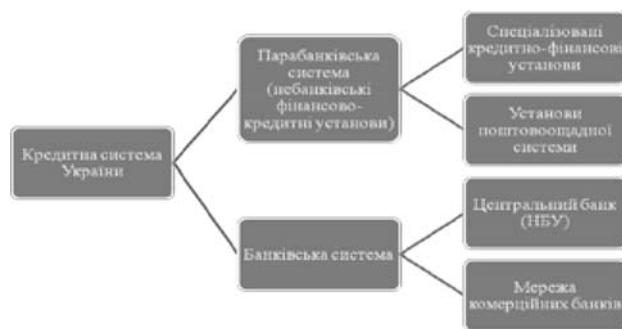 Кредитна система
України
Парабанківська
система
(небанківські
фінансово-
кредитні установи)
Банківська система
Спеціалізовані
кредитно-фінансові
установи
Установи
поштовоощадної
системи
Центральний банк
(НБУ)
Мережа
комерційних банків